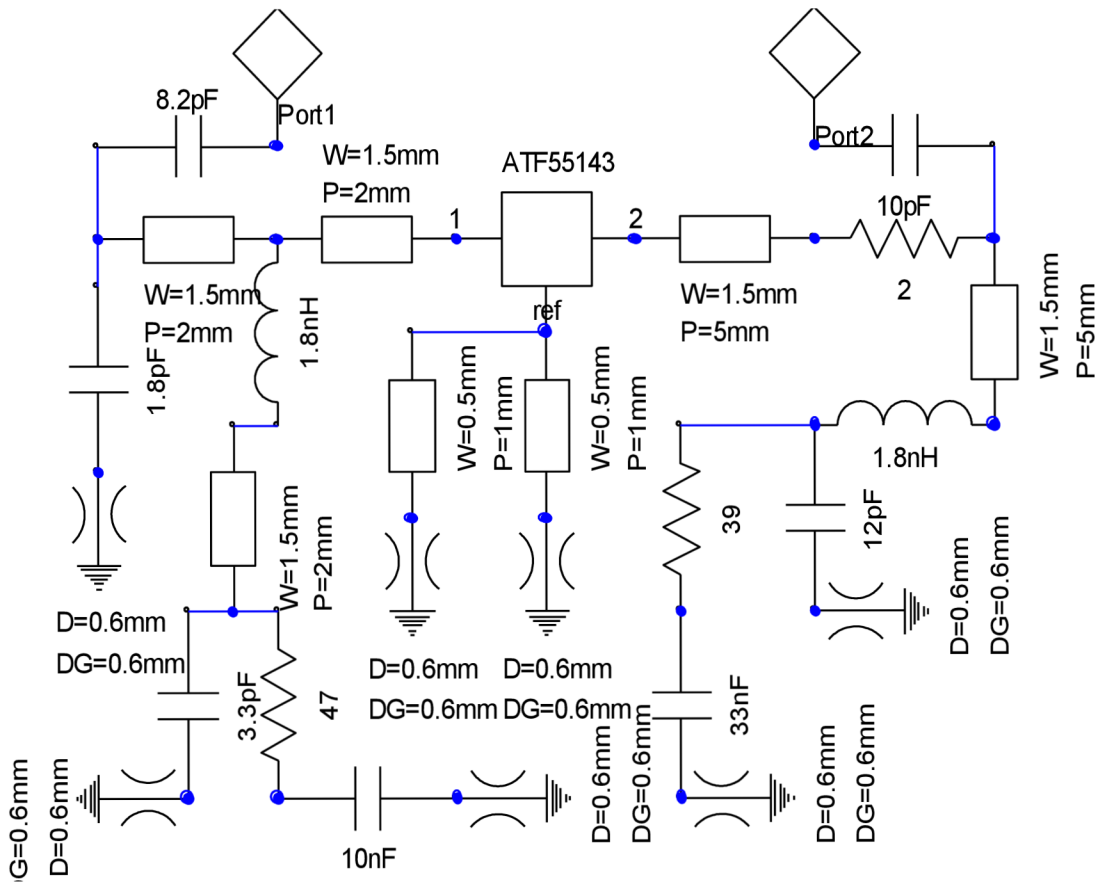 8.2pF
Port1
W=1.5mm
P=2mm
ATF55143
Port2
10pF
1
2
2
W=1.5mm
P=2mm
1.8nH
ref
W=1.5mm
P=5mm
W=1.5mm
P=5mm
1.8pF
W=0.5mm
P=1mm
W=0.5mm
P=1mm
1.8nH
39
12pF
W=1.5mm
P=2mm
D=0.6mm
DG=0.6mm
D=0.6mm
DG=0.6mm
3.3pF
47
D=0.6mm
DG=0.6mm
D=0.6mm
DG=0.6mm
33nF
D=0.6mm
DG=0.6mm
D=0.6mm
DG=0.6mm
DG=0.6mm
D=0.6mm
10nF